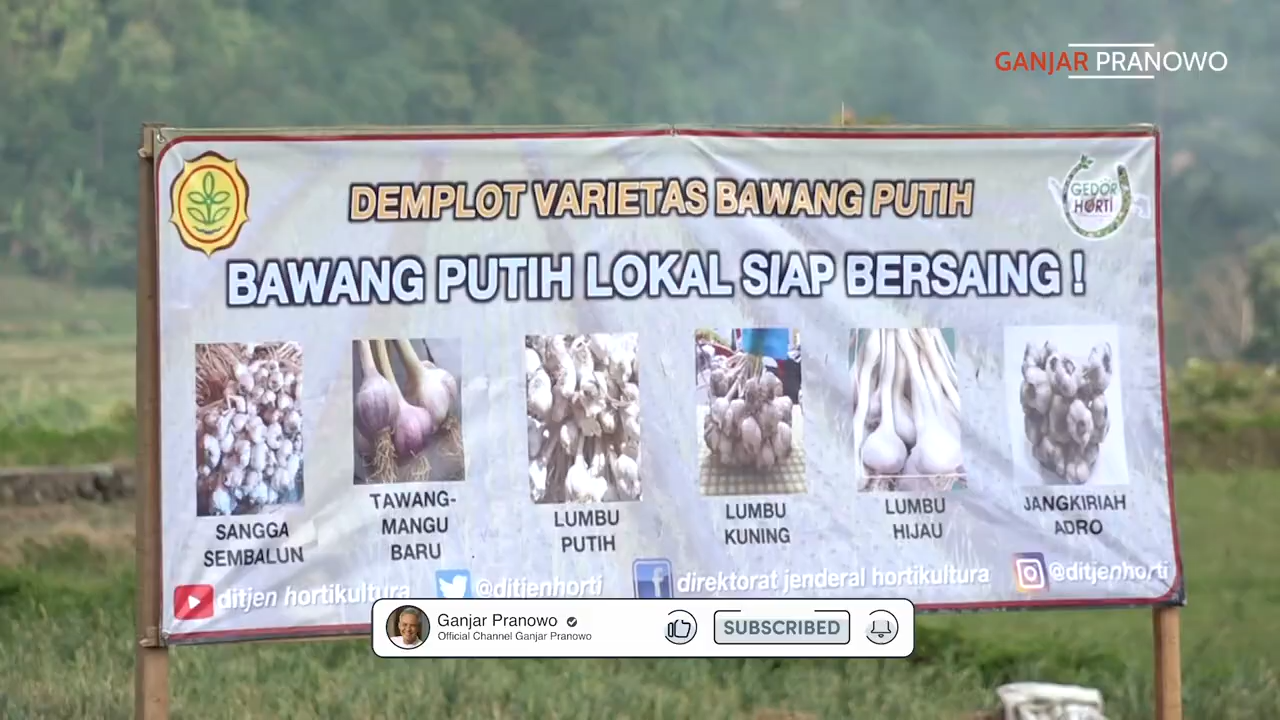 GANJAR PRANOWO
DEMPLOT VARIETAS BAWANG PUTIH
GEDOR
HORTI
BAWANG PUTIH LOKAL SIAP BERSAING !
SANGGA
SEMBALUN
TAWANG-
MANGU
BARU
LUMBU
PUTIH
LUMBU
KUNING
LUMBU
HIJAU
JANGKIRIAH
ADRO
ditjen hortikultura
@ditjenhorti
direktorat jenderal hortikultura
@ditjenhorti
Ganjar Pranowo
Official Channel Ganjar Pranowo
SUBSCRIBED